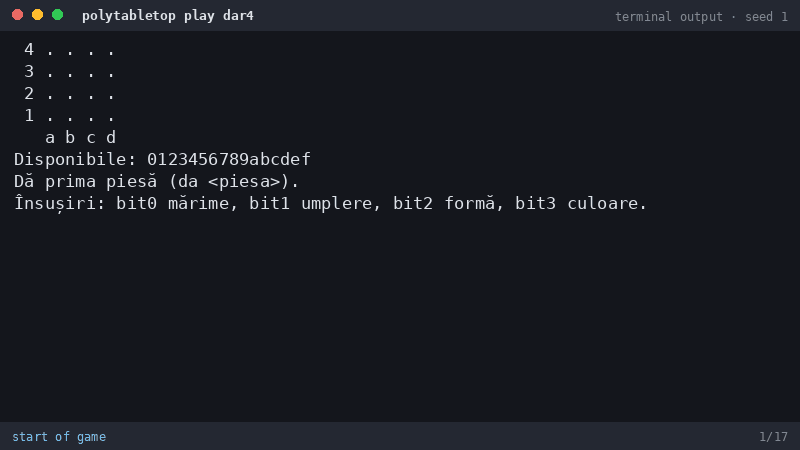 polytabletop play dar4
terminal output · seed 1
4 . . . .
3 . . . .
2 . . . .
1 . . . .
a b c d
Disponibile: 0123456789abcdef
Dă prima piesă (da <piesa>).
Însușiri: bit0 mărime, bit1 umplere, bit2 formă, bit3 culoare.
start of game
1/17